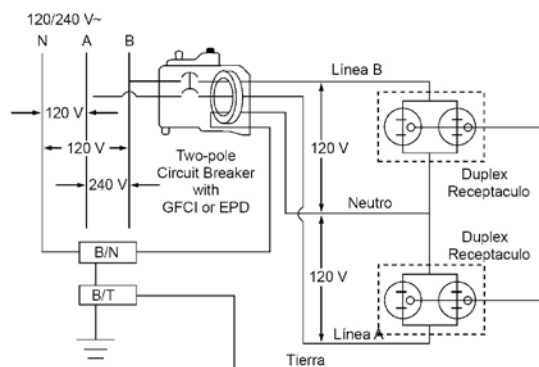 120/240 V~
N A B
120 V
120 V
240 V
Two-pole
Circuit Breaker
with
GFCI or EPD
B/N
B/T
Línea B
120 V
Neutro
120 V
Línea A
Tierra
Duplex
Receptaculo
Duplex
Receptaculo